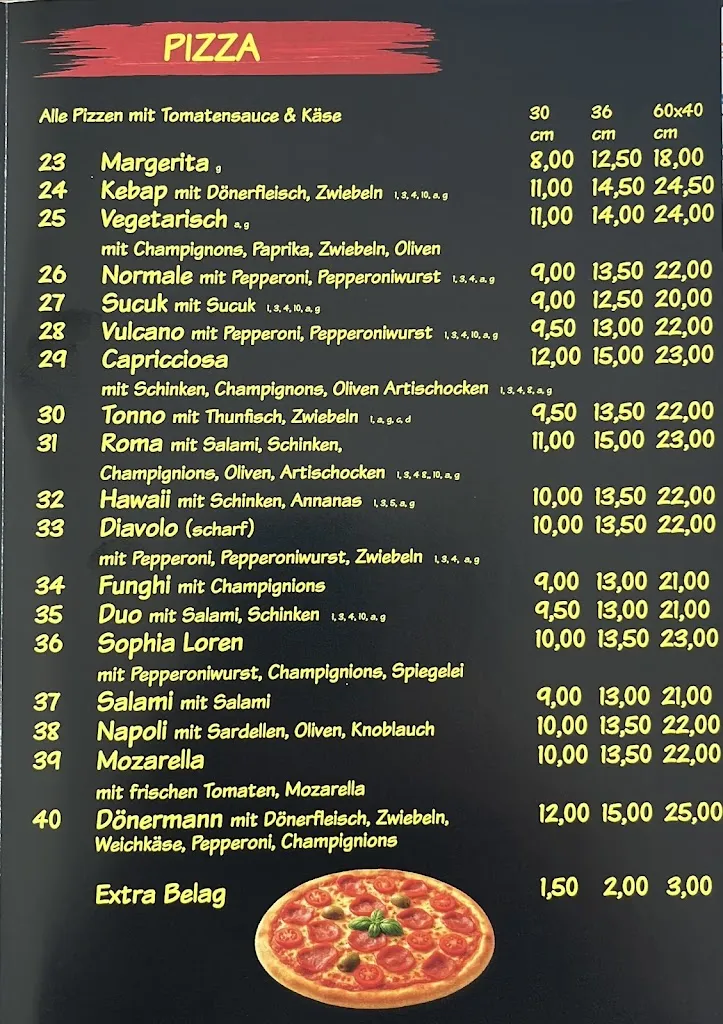 PIZZA
Alle Pizzen mit Tomatensauce & Käse 30 cm 36 cm 60x40 cm
23 Margerita g 8,00 12,50 18,00
24 Kebap mit Dönerfleisch, Zwiebeln 1, 3, 4, 10, a, g 11,00 14,50 24,50
25 Vegetarisch a, g 11,00 14,00 24,00
mit Champignons, Paprika, Zwiebeln, Oliven
26 Normale mit Pepperoni, Pepperoniwurst 1, 3, 4, a, g 9,00 13,50 22,00
27 Sucuk mit Sucuk 1, 3, 4, 10, a, g 9,00 12,50 20,00
28 Vulcano mit Pepperoni, Pepperoniwurst 1, 3, 4, 10, a, g 9,50 13,00 22,00
29 Capricciosa 12,00 15,00 23,00
mit Schinken, Champignons, Oliven Artischocken 1, 3, 4, 8, a, g
30 Tonno mit Thunfisch, Zwiebeln 1, a, g, c, d 9,50 13,50 22,00
31 Roma mit Salami, Schinken, 11,00 15,00 23,00
Champignions, Oliven, Artischocken 1, 3, 4 8,, 10, a, g
32 Hawaii mit Schinken, Annanas 1, 3, 5, a, g 10,00 13,50 22,00
33 Diavolo (scharf) 10,00 13,50 22,00
mit Pepperoni, Pepperoniwurst, Zwiebeln 1, 3, 4, a, g
34 Funghi mit Champignions 9,00 13,00 21,00
35 Duo mit Salami, Schinken 1, 3, 4, 10, a, g 9,50 13,00 21,00
36 Sophia Loren 10,00 13,50 23,00
mit Pepperoniwurst, Champignions, Spiegelei
37 Salami mit Salami 9,00 13,00 21,00
38 Napoli mit Sardellen, Oliven, Knoblauch 10,00 13,50 22,00
39 Mozarella 10,00 13,50 22,00
mit frischen Tomaten, Mozarella
40 Dönermann mit Dönerfleisch, Zwiebeln, 12,00 15,00 25,00
Weichkäse, Pepperoni, Champignions
Extra Belag 1,50 2,00 3,00